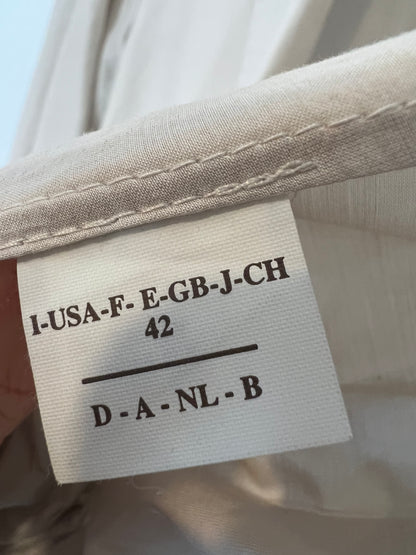 I-USA-F- E-GB-J-CH
42
D - A - NL - B